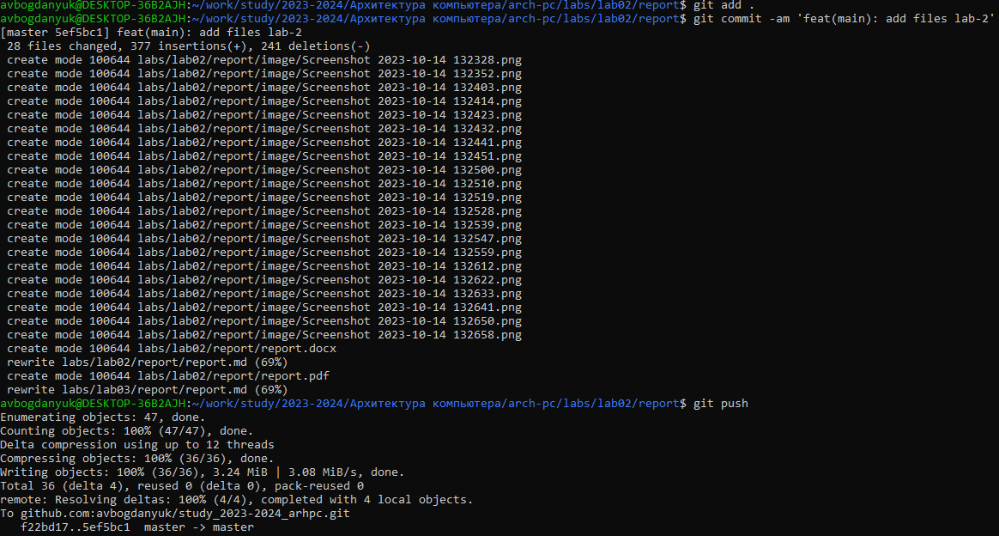 avbogdanyuk@DESKTOP-36B2AJH:~/work/study/2023-2024/Архитектура компьютера/arch-pc/labs/lab02/report$ git add .
avbogdanyuk@DESKTOP-36B2AJH:~/work/study/2023-2024/Архитектура компьютера/arch-pc/labs/lab02/report$ git commit -am 'feat(main): add files lab-2'
[master 5ef5bc1] feat(main): add files lab-2
 28 files changed, 377 insertions(+), 241 deletions(-)
 create mode 100644 labs/lab02/report/image/Screenshot 2023-10-14 132328.png
 create mode 100644 labs/lab02/report/image/Screenshot 2023-10-14 132352.png
 create mode 100644 labs/lab02/report/image/Screenshot 2023-10-14 132403.png
 create mode 100644 labs/lab02/report/image/Screenshot 2023-10-14 132414.png
 create mode 100644 labs/lab02/report/image/Screenshot 2023-10-14 132423.png
 create mode 100644 labs/lab02/report/image/Screenshot 2023-10-14 132432.png
 create mode 100644 labs/lab02/report/image/Screenshot 2023-10-14 132441.png
 create mode 100644 labs/lab02/report/image/Screenshot 2023-10-14 132451.png
 create mode 100644 labs/lab02/report/image/Screenshot 2023-10-14 132500.png
 create mode 100644 labs/lab02/report/image/Screenshot 2023-10-14 132510.png
 create mode 100644 labs/lab02/report/image/Screenshot 2023-10-14 132519.png
 create mode 100644 labs/lab02/report/image/Screenshot 2023-10-14 132528.png
 create mode 100644 labs/lab02/report/image/Screenshot 2023-10-14 132539.png
 create mode 100644 labs/lab02/report/image/Screenshot 2023-10-14 132547.png
 create mode 100644 labs/lab02/report/image/Screenshot 2023-10-14 132559.png
 create mode 100644 labs/lab02/report/image/Screenshot 2023-10-14 132612.png
 create mode 100644 labs/lab02/report/image/Screenshot 2023-10-14 132622.png
 create mode 100644 labs/lab02/report/image/Screenshot 2023-10-14 132633.png
 create mode 100644 labs/lab02/report/image/Screenshot 2023-10-14 132641.png
 create mode 100644 labs/lab02/report/image/Screenshot 2023-10-14 132650.png
 create mode 100644 labs/lab02/report/image/Screenshot 2023-10-14 132658.png
 create mode 100644 labs/lab02/report/report.docx
 rewrite labs/lab02/report/report.md (69%)
 create mode 100644 labs/lab02/report/report.pdf
 rewrite labs/lab03/report/report.md (69%)
avbogdanyuk@DESKTOP-36B2AJH:~/work/study/2023-2024/Архитектура компьютера/arch-pc/labs/lab02/report$ git push
Enumerating objects: 47, done.
Counting objects: 100% (47/47), done.
Delta compression using up to 12 threads
Compressing objects: 100% (36/36), done.
Writing objects: 100% (36/36), 3.24 MiB | 3.08 MiB/s, done.
Total 36 (delta 4), reused 0 (delta 0), pack-reused 0
remote: Resolving deltas: 100% (4/4), completed with 4 local objects.
To github.com:avbogdanyuk/study_2023-2024_arhpc.git
   f22bd17..5ef5bc1  master -> master